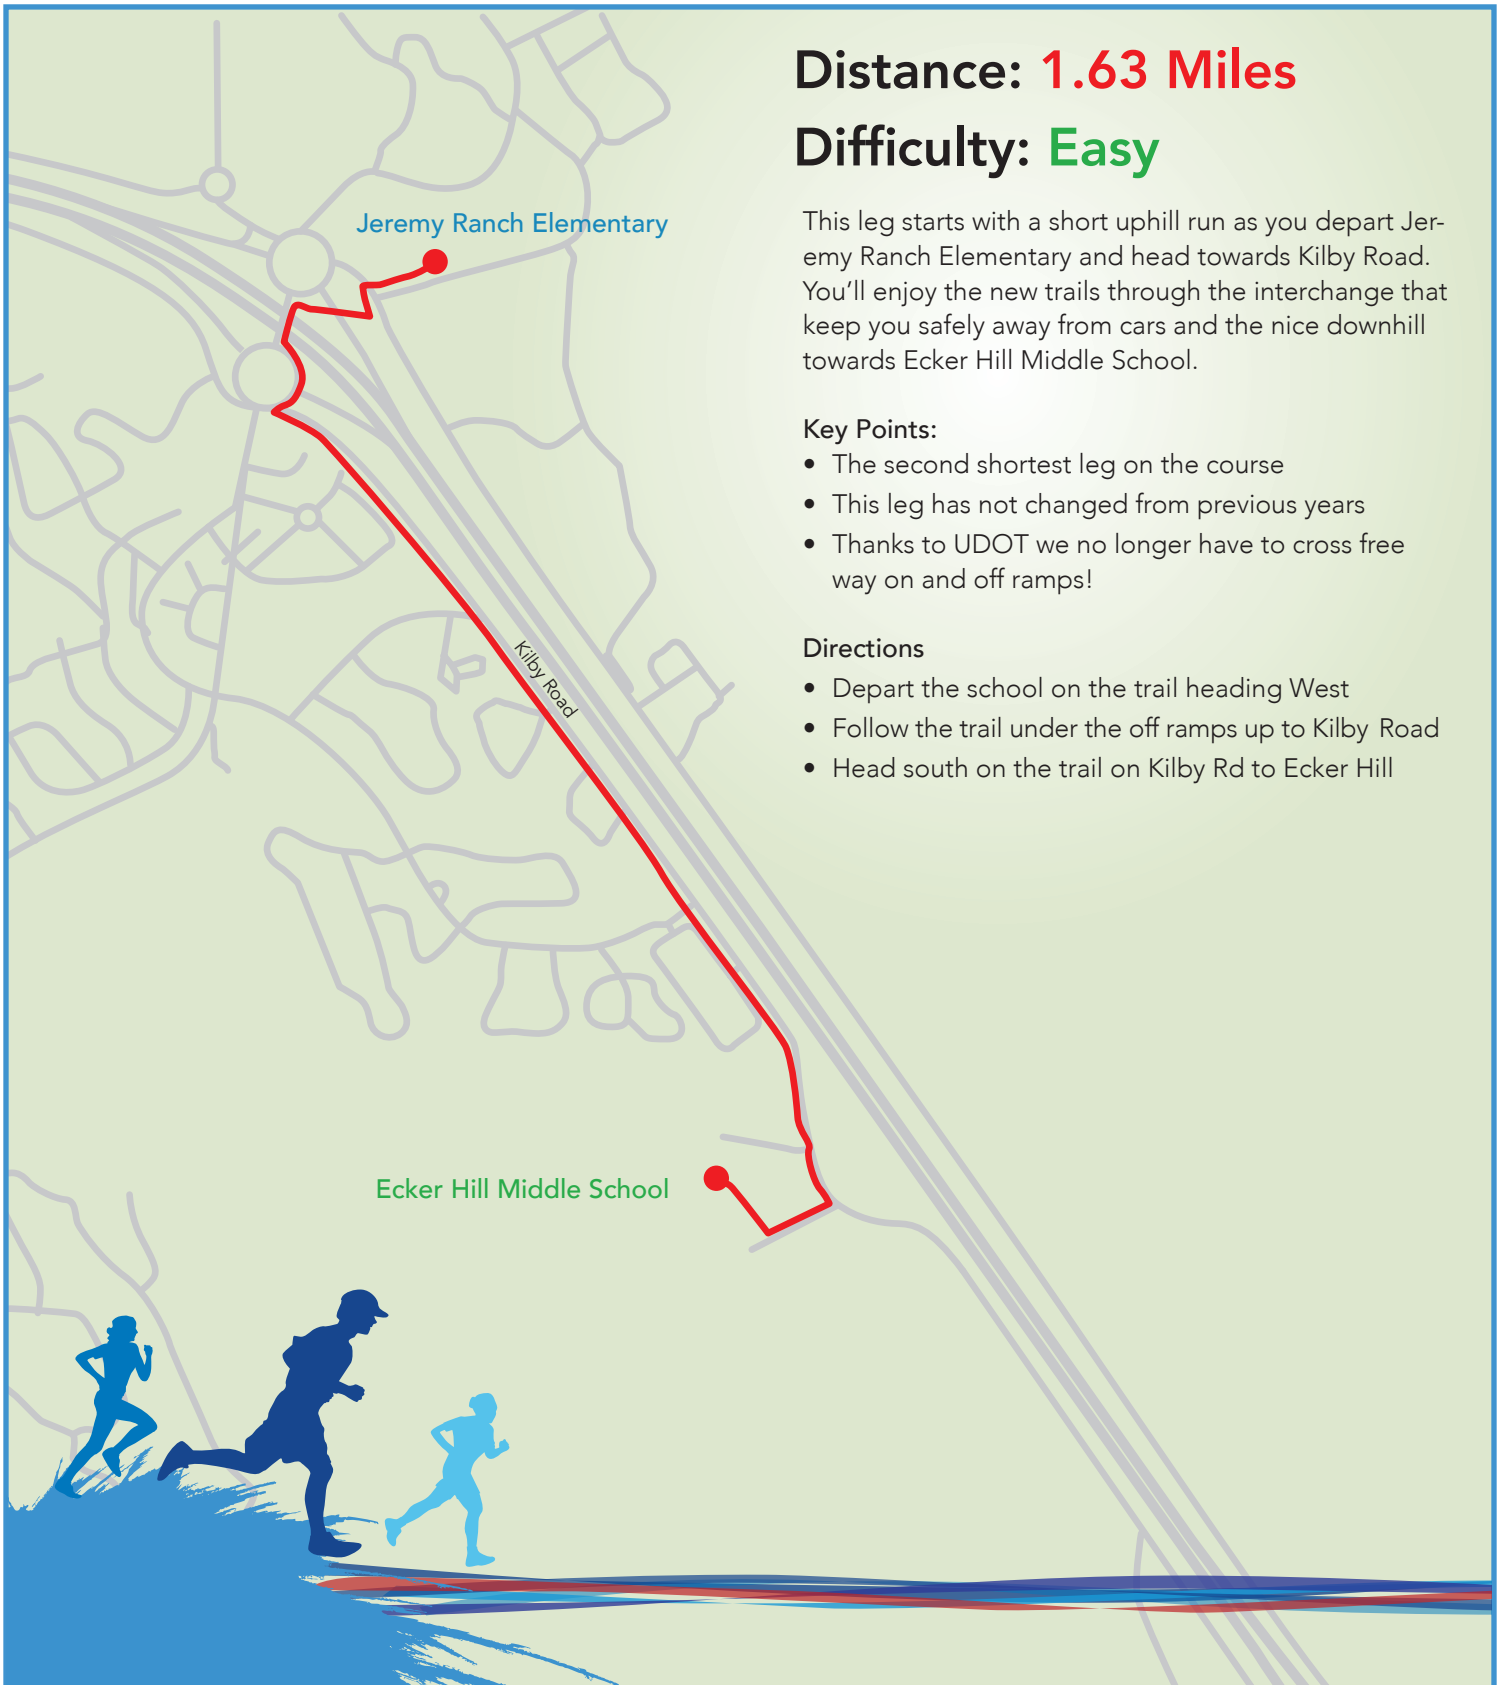 Distance: 1.63 Miles
Difficulty: Easy
This leg starts with a short uphill run as you depart Jer-
emy Ranch Elementary and head towards Kilby Road.
You'll enjoy the new trails through the interchange that
keep you safely away from cars and the nice downhill
towards Ecker Hill Middle School.
Key Points:
• The second shortest leg on the course
• This leg has not changed from previous years
• Thanks to UDOT we no longer have to cross free
way on and off ramps!
Directions
• Depart the school on the trail heading West
• Follow the trail under the off ramps up to Kilby Road
• Head south on the trail on Kilby Rd to Ecker Hill
Jeremy Ranch Elementary
Kilby Road
Ecker Hill Middle School